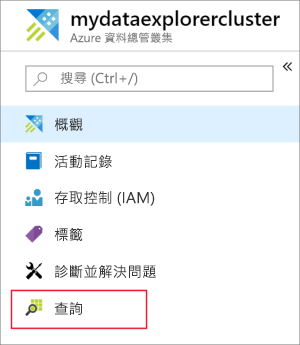 mydataexplorercluster
Azure 資料總管叢集
搜尋 (Ctrl+/)
概觀
活動記錄
存取控制 (IAM)
標籤
診斷並解決問題
查詢